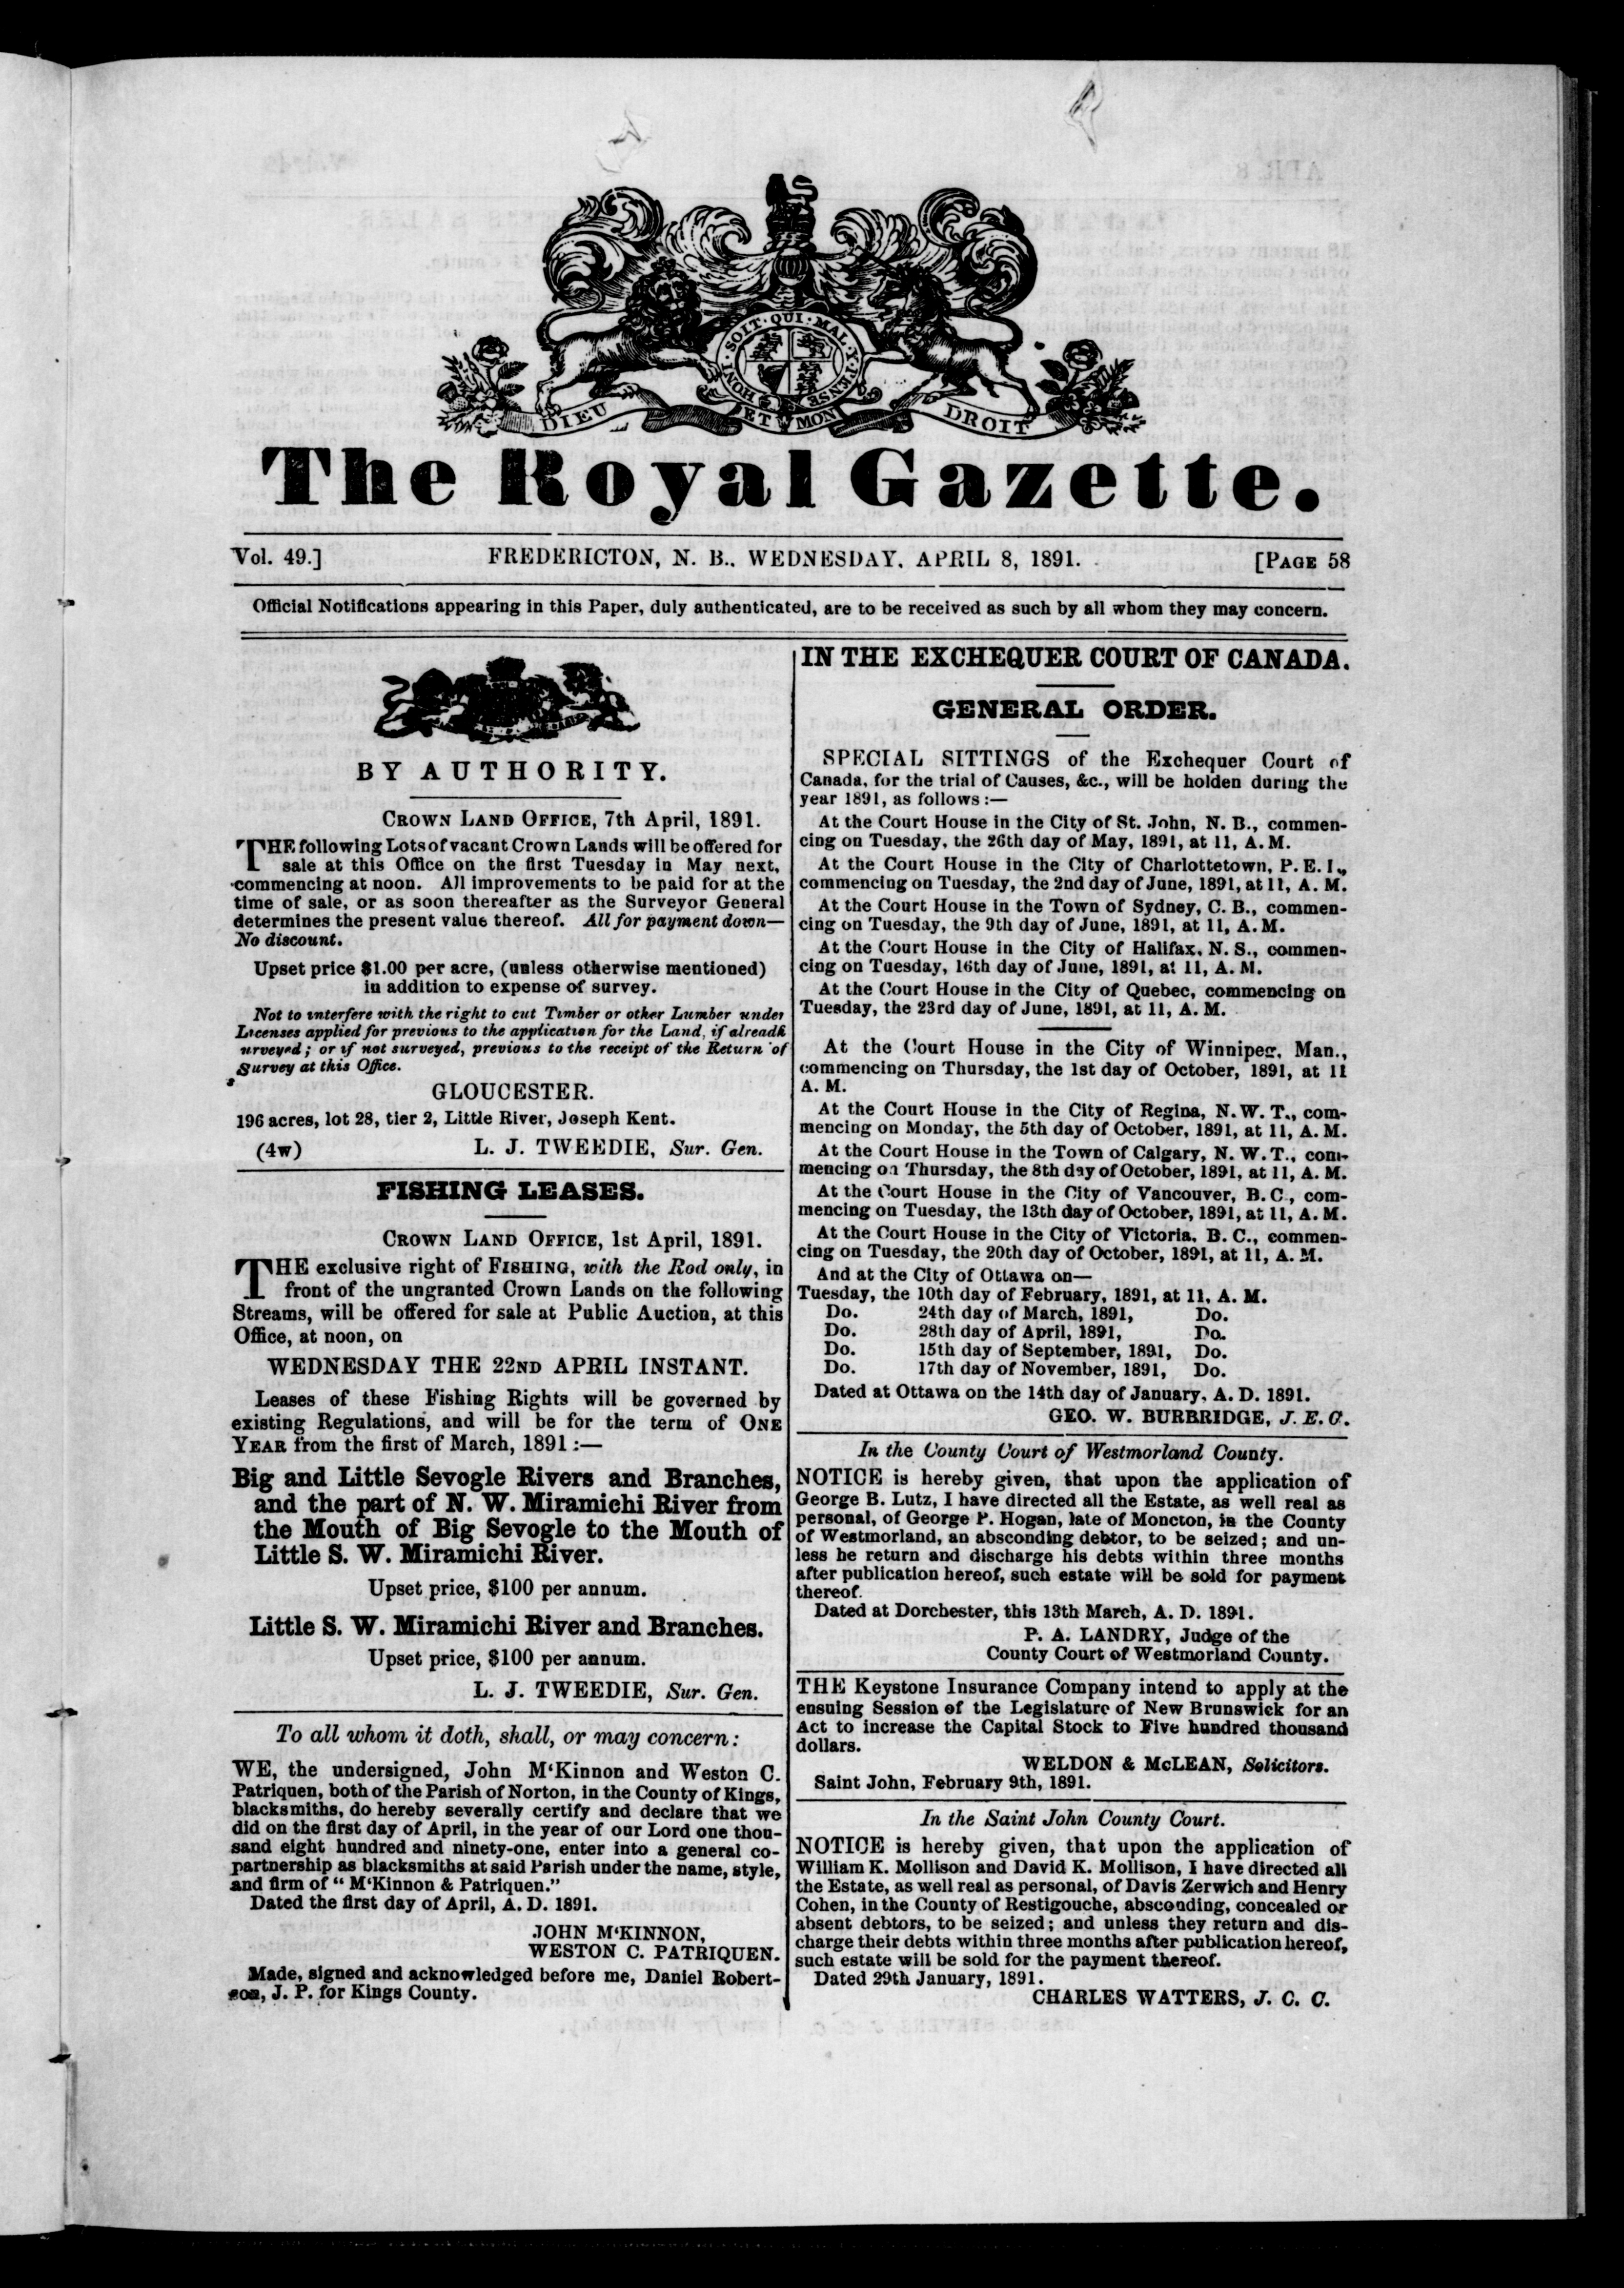 HONI · SOIT · QUI · MAL · Y · PENSE
DIEU ET MON DROIT
The Royal Gazette.
Vol. 49.] FREDERICTON, N. B., WEDNESDAY, APRIL 8, 1891. [PAGE 58
Official Notifications appearing in this Paper, duly authenticated, are to be received as such by all whom they may concern.
BY AUTHORITY.
CROWN LAND OFFICE, 7th April, 1891.
THE following Lots of vacant Crown Lands will be offered for
sale at this Office on the first Tuesday in May next,
commencing at noon. All improvements to be paid for at the
time of sale, or as soon thereafter as the Surveyor General
determines the present value thereof. All for payment down—
No discount.
Upset price $1.00 per acre, (unless otherwise mentioned)
in addition to expense of survey.
Not to interfere with the right to cut Timber or other Lumber under
Licenses applied for previous to the application for the Land, if alreadk
urveyed; or if not surveyed, previous to the receipt of the Return of
Survey at this Office.
s
GLOUCESTER.
196 acres, lot 28, tier 2, Little River, Joseph Kent.
(4w) L. J. TWEEDIE, Sur. Gen.
FISHING LEASES.
CROWN LAND OFFICE, 1st April, 1891.
THE exclusive right of FISHING, with the Rod only, in
front of the ungranted Crown Lands on the following
Streams, will be offered for sale at Public Auction, at this
Office, at noon, on
WEDNESDAY THE 22ND APRIL INSTANT.
Leases of these Fishing Rights will be governed by
existing Regulations, and will be for the term of ONE
YEAR from the first of March, 1891 :—
Big and Little Sevogle Rivers and Branches,
and the part of N. W. Miramichi River from
the Mouth of Big Sevogle to the Mouth of
Little S. W. Miramichi River.
Upset price, $100 per annum.
Little S. W. Miramichi River and Branches.
Upset price, $100 per annum.
L. J. TWEEDIE, Sur. Gen.
To all whom it doth, shall, or may concern:
WE, the undersigned, John M‘Kinnon and Weston C.
Patriquen, both of the Parish of Norton, in the County of Kings,
blacksmiths, do hereby severally certify and declare that we
did on the first day of April, in the year of our Lord one thou-
sand eight hundred and ninety-one, enter into a general co-
partnership as blacksmiths at said Parish under the name, style,
and firm of “ M‘Kinnon & Patriquen.”
Dated the first day of April, A. D. 1891.
JOHN M‘KINNON,
WESTON C. PATRIQUEN.
Made, signed and acknowledged before me, Daniel Robert-
son, J. P. for Kings County.
IN THE EXCHEQUER COURT OF CANADA.
GENERAL ORDER.
SPECIAL SITTINGS of the Exchequer Court of
Canada, for the trial of Causes, &c., will be holden during the
year 1891, as follows :—
At the Court House in the City of St. John, N. B., commen-
cing on Tuesday, the 26th day of May, 1891, at 11, A. M.
At the Court House in the City of Charlottetown, P. E. I.,
commencing on Tuesday, the 2nd day of June, 1891, at 11, A. M.
At the Court House in the Town of Sydney, C. B., commen-
cing on Tuesday, the 9th day of June, 1891, at 11, A. M.
At the Court House in the City of Halifax, N. S., commen-
cing on Tuesday, 16th day of June, 1891, at 11, A. M.
At the Court House in the City of Quebec, commencing on
Tuesday, the 23rd day of June, 1891, at 11, A. M.
At the Court House in the City of Winnipeg, Man.,
commencing on Thursday, the 1st day of October, 1891, at 11
A. M.
At the Court House in the City of Regina, N. W. T., com-
mencing on Monday, the 5th day of October, 1891, at 11, A. M.
At the Court House in the Town of Calgary, N. W. T., com-
mencing on Thursday, the 8th day of October, 1891, at 11, A. M.
At the Court House in the City of Vancouver, B. C., com-
mencing on Tuesday, the 13th day of October, 1891, at 11, A. M.
At the Court House in the City of Victoria, B. C., commen-
cing on Tuesday, the 20th day of October, 1891, at 11, A. M.
And at the City of Ottawa on—
Tuesday, the 10th day of February, 1891, at 11, A. M.
Do. 24th day of March, 1891, Do.
Do. 28th day of April, 1891, Do.
Do. 15th day of September, 1891, Do.
Do. 17th day of November, 1891, Do.
Dated at Ottawa on the 14th day of January, A. D. 1891.
GEO. W. BURBRIDGE, J. E. C.
In the County Court of Westmorland County.
NOTICE is hereby given, that upon the application of
George B. Lutz, I have directed all the Estate, as well real as
personal, of George P. Hogan, late of Moncton, in the County
of Westmorland, an absconding debtor, to be seized; and un-
less he return and discharge his debts within three months
after publication hereof, such estate will be sold for payment
thereof.
Dated at Dorchester, this 13th March, A. D. 1891.
P. A. LANDRY, Judge of the
County Court of Westmorland County.
THE Keystone Insurance Company intend to apply at the
ensuing Session of the Legislature of New Brunswick for an
Act to increase the Capital Stock to Five hundred thousand
dollars.
WELDON & McLEAN, Solicitors.
Saint John, February 9th, 1891.
In the Saint John County Court.
NOTICE is hereby given, that upon the application of
William K. Mollison and David K. Mollison, I have directed all
the Estate, as well real as personal, of Davis Zerwich and Henry
Cohen, in the County of Restigouche, absconding, concealed or
absent debtors, to be seized; and unless they return and dis-
charge their debts within three months after publication hereof,
such estate will be sold for the payment thereof.
Dated 29th January, 1891.
CHARLES WATTERS, J. C. C.